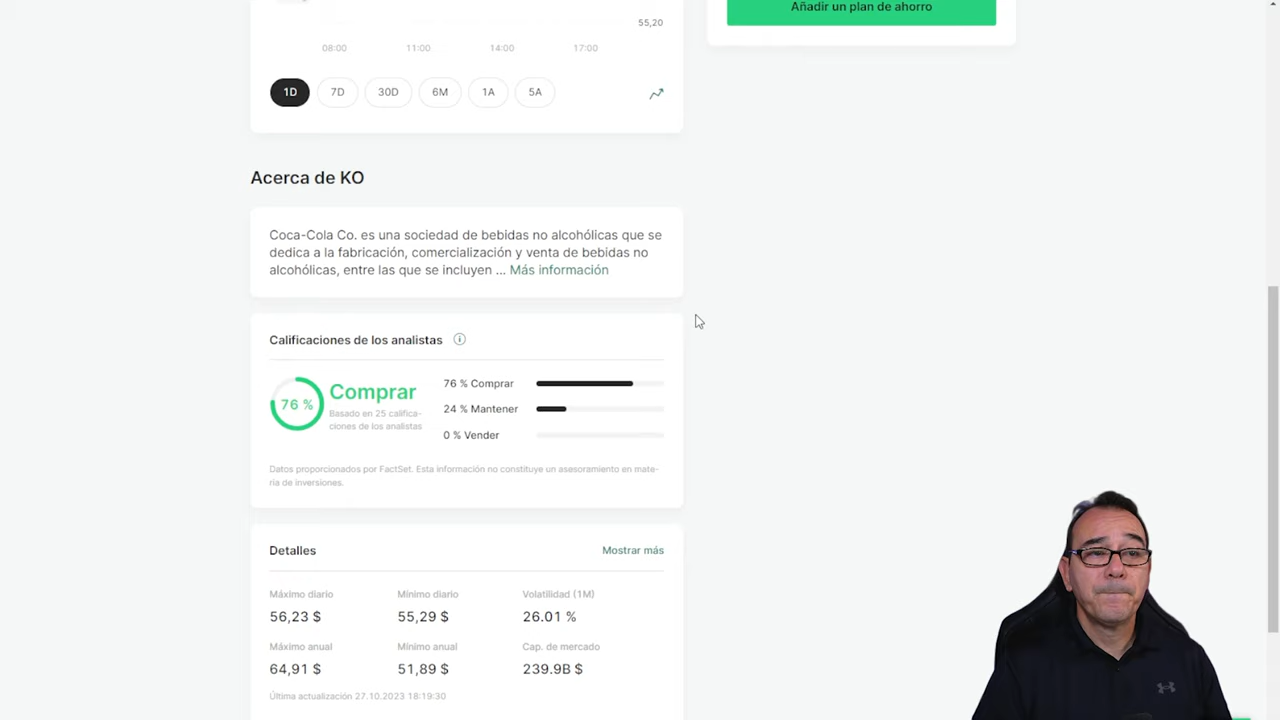 Añadir un plan de ahorro
55,20
08:00 11:00 14:00 17:00
1D 7D 30D 6M 1A 5A
Acerca de KO
Coca-Cola Co. es una sociedad de bebidas no alcohólicas que se
dedica a la fabricación, comercialización y venta de bebidas no
alcohólicas, entre las que se incluyen ... Más información
Calificaciones de los analistas
76 %
Comprar
Basado en 25 califica-
ciones de los analistas
76 % Comprar
24 % Mantener
0 % Vender
Datos proporcionados por FactSet. Esta información no constituye un asesoramiento en mate-
ria de inversiones.
Detalles Mostrar más
Máximo diario Mínimo diario Volatilidad (1M)
56,23 $ 55,29 $ 26.01 %
Máximo anual Mínimo anual Cap. de mercado
64,91 $ 51,89 $ 239.9B $
Última actualización 27.10.2023 18:19:30